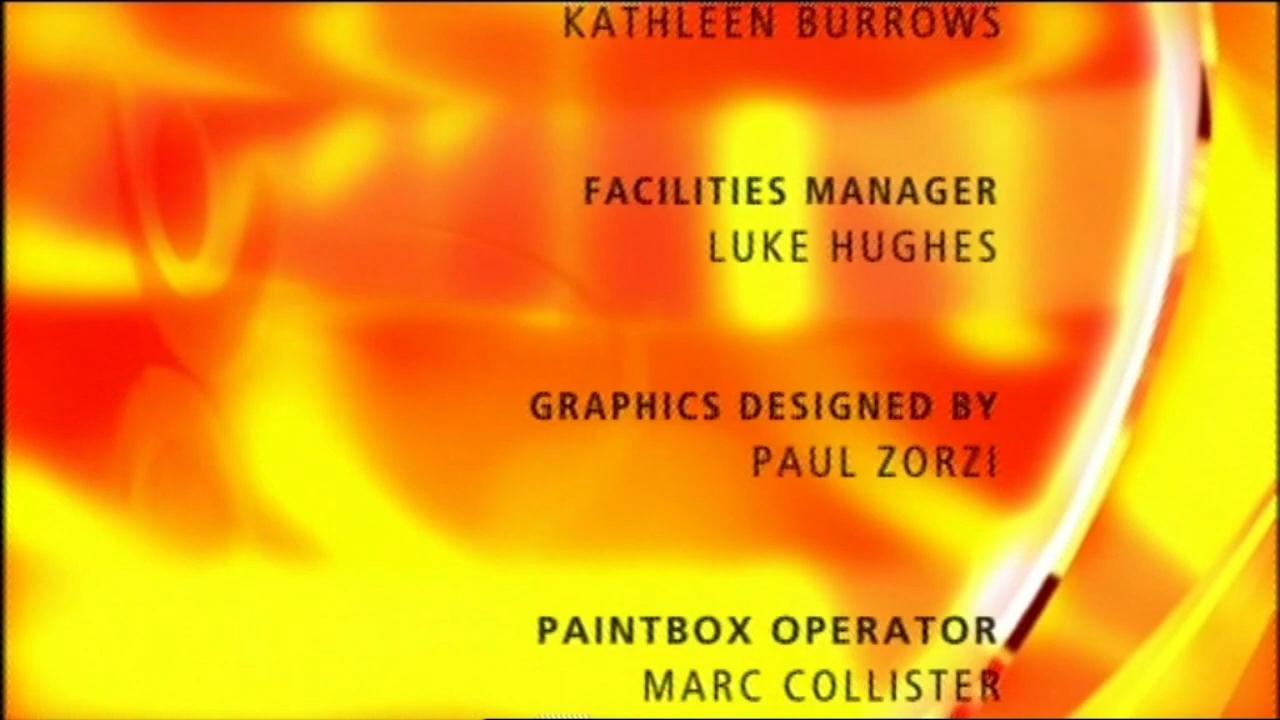 KATHLEEN BURROWS
FACILITIES MANAGER
LUKE HUGHES
GRAPHICS DESIGNED BY
PAUL ZORZI
PAINTBOX OPERATOR
MARC COLLISTER